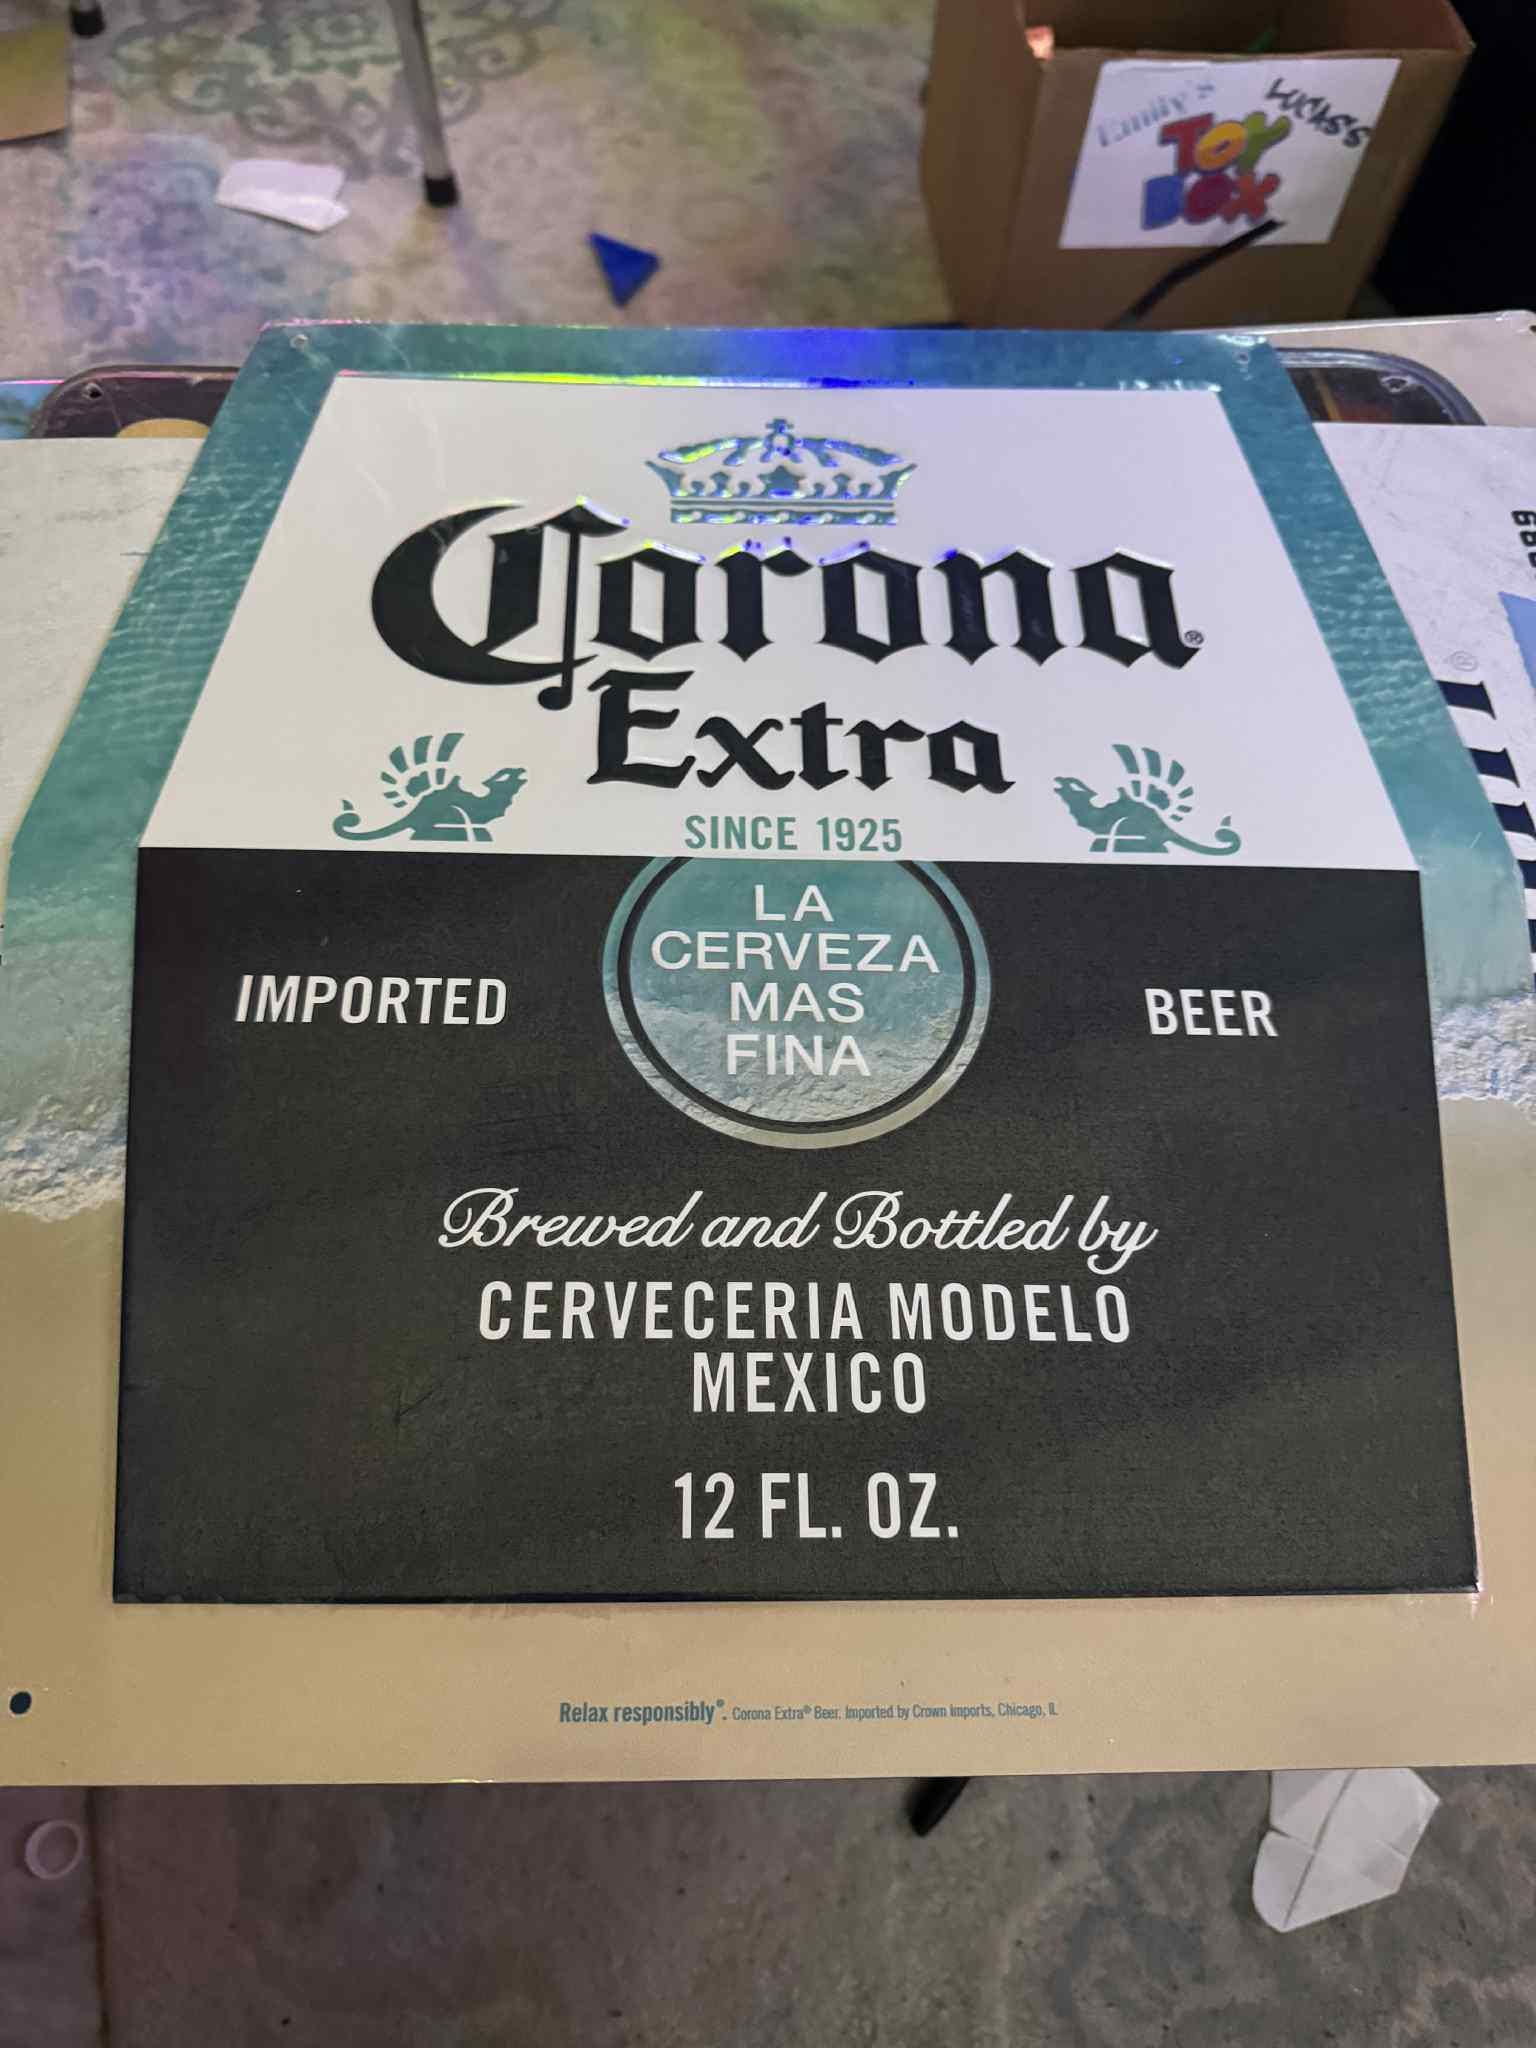 Emily's
LUCAS'S
TOY
BOX
Corona®
Extra
SINCE 1925
LA
CERVEZA
MAS
FINA
IMPORTED
BEER
Brewed and Bottled by
CERVECERIA MODELO
MEXICO
12 FL. OZ.
Relax responsibly®. Corona Extra® Beer. Imported by Crown Imports, Chicago, IL